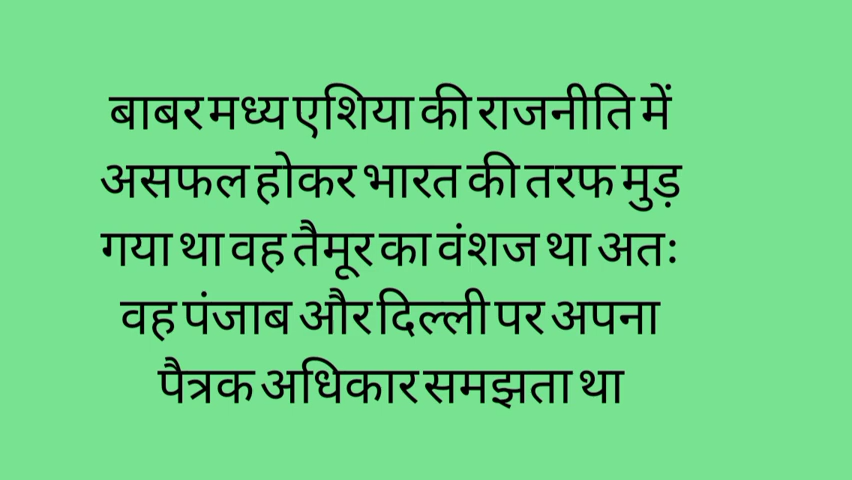 बाबर मध्य एशिया की राजनीति में
असफल होकर भारत की तरफ मुड़
गया था वह तैमूर का वंशज था अतः
वह पंजाब और दिल्ली पर अपना
पैत्रक अधिकार समझता था